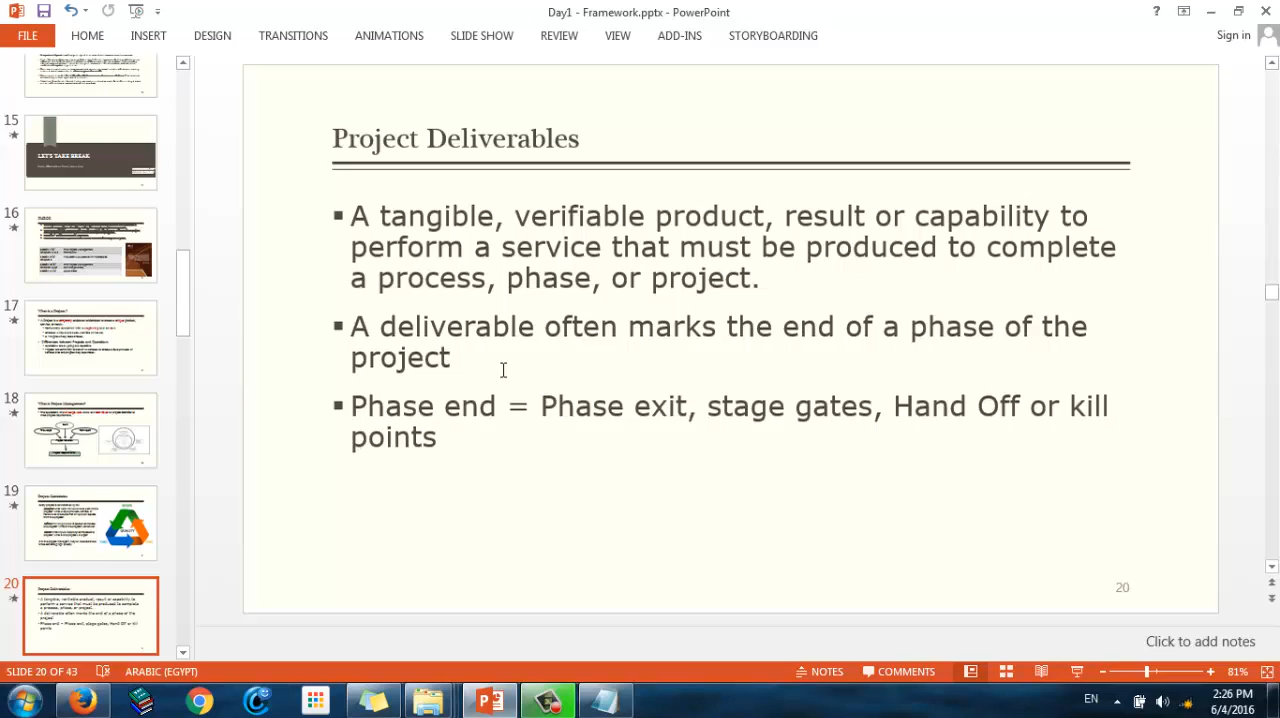 Day1 - Framework.pptx - PowerPoint
?
FILE
HOME
INSERT
DESIGN
TRANSITIONS
ANIMATIONS
SLIDE SHOW
REVIEW
VIEW
ADD-INS
STORYBOARDING
Sign in
15
LET'S TAKE BREAK
16
17
18
19
20
Project Deliverables
▪ A tangible, verifiable product, result or capability to
perform a service that must be produced to complete
a process, phase, or project.
▪ A deliverable often marks the end of a phase of the
project
▪ Phase end = Phase exit, stage gates, Hand Off or kill
points
20
Click to add notes
SLIDE 20 OF 43
ARABIC (EGYPT)
NOTES
COMMENTS
81%
EN
2:26 PM
6/4/2016